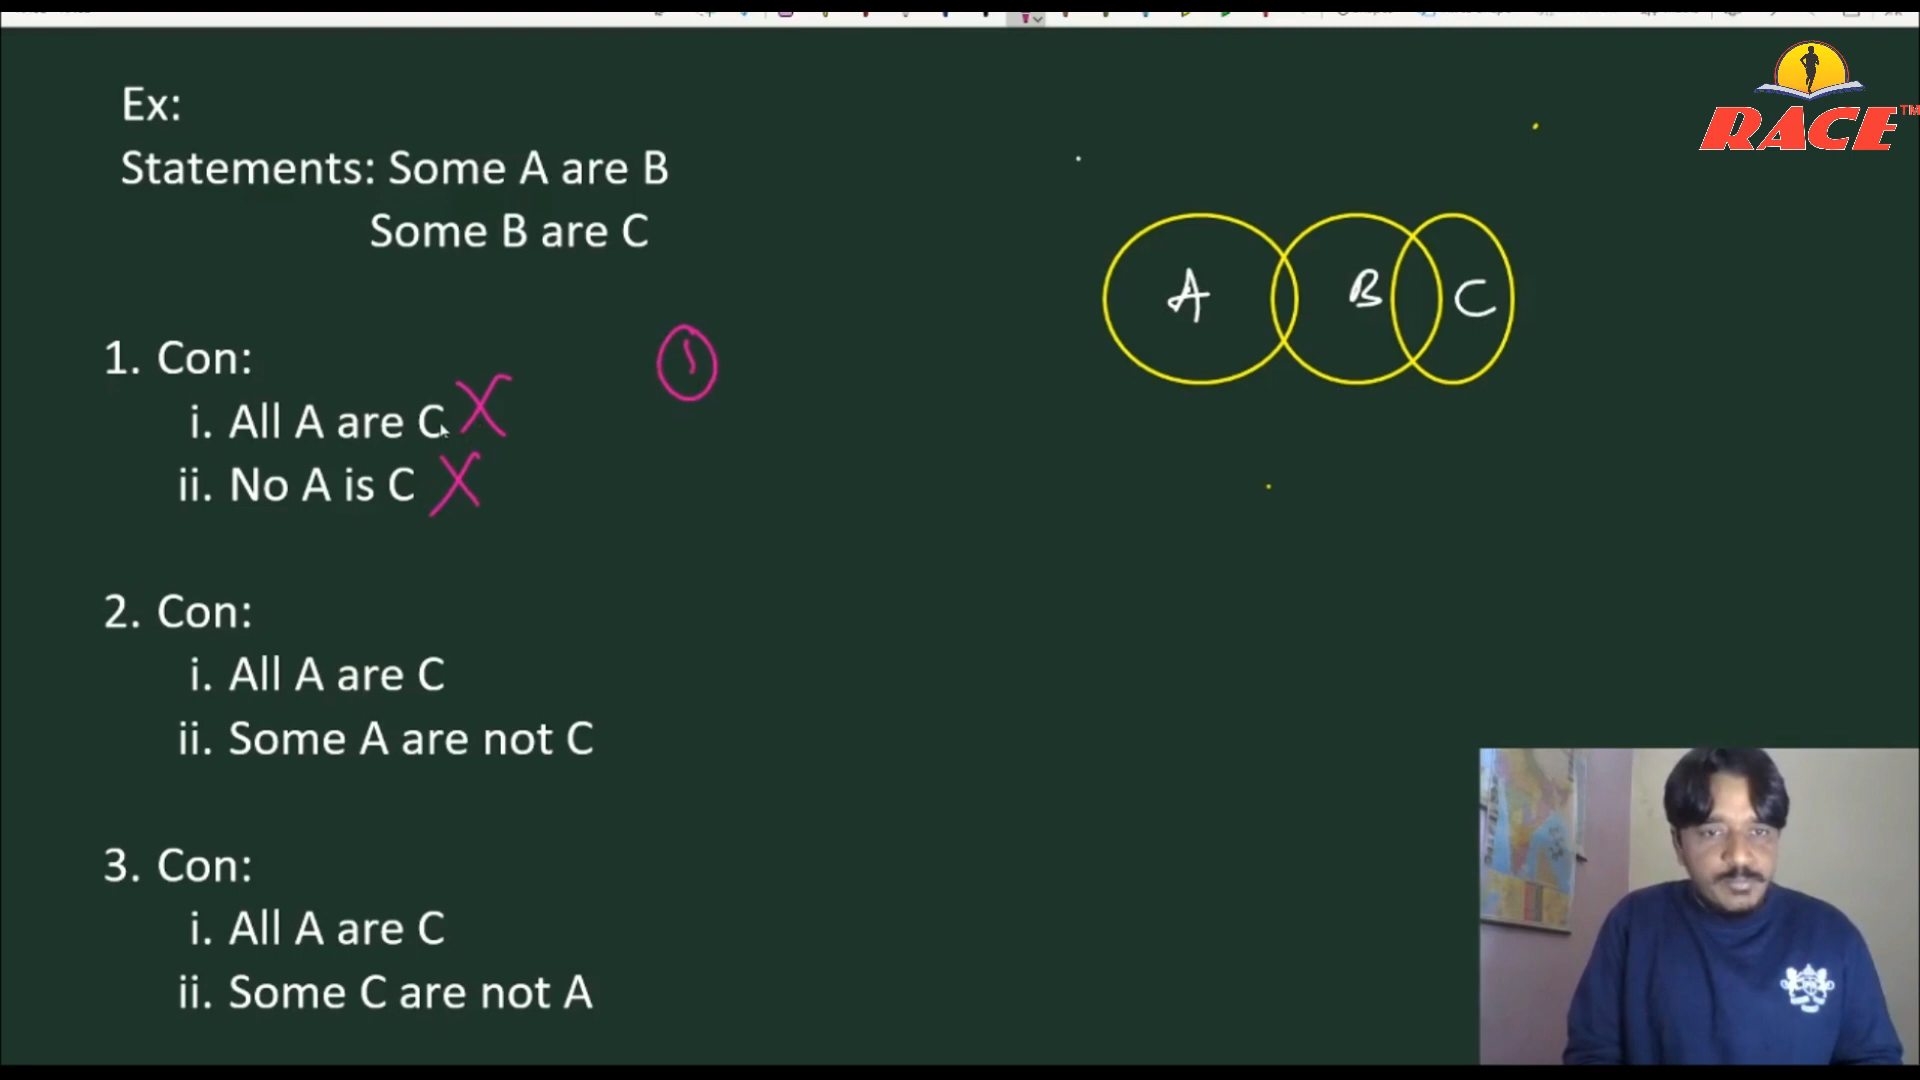 RACE™
Ex:
Statements: Some A are B
Some B are C
A B C
1. Con:
i. All A are C X
ii. No A is C X
2. Con:
i. All A are C
ii. Some A are not C
3. Con:
i. All A are C
ii. Some C are not A